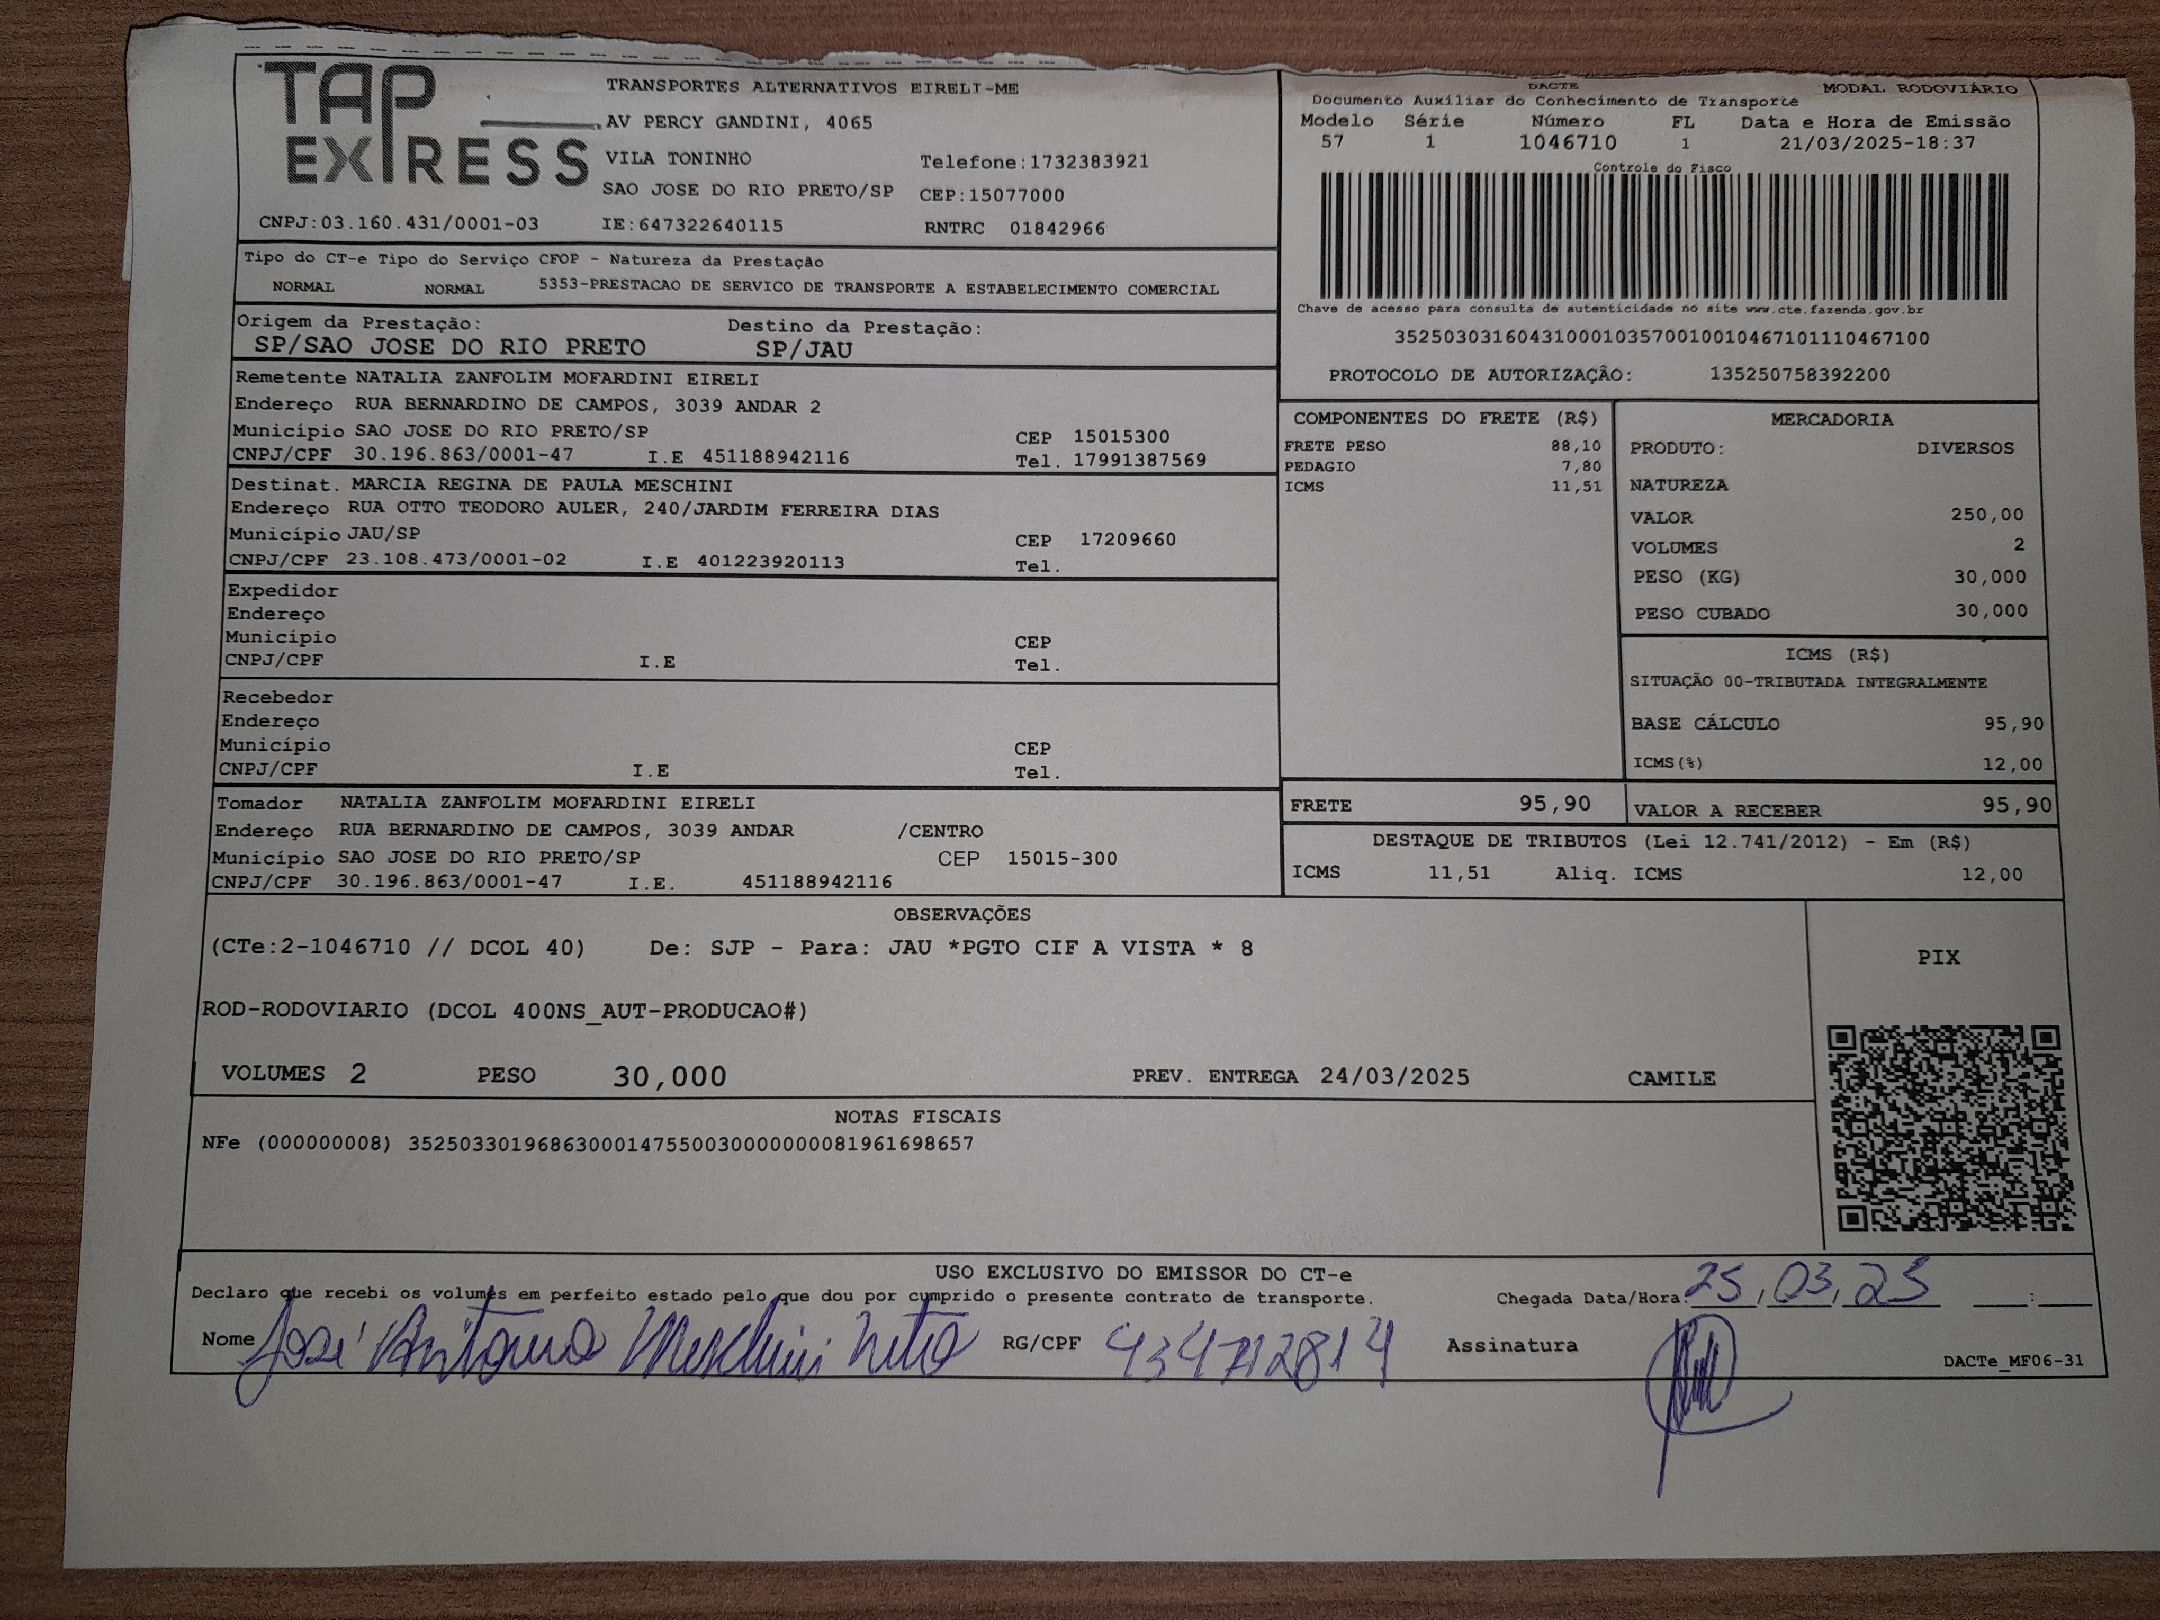 TAP EXPRESS
TRANSPORTES ALTERNATIVOS EIRELI-ME
AV PERCY GANDINI, 4065
VILA TONINHO Telefone:1732383921
SAO JOSE DO RIO PRETO/SP CEP:15077000
CNPJ:03.160.431/0001-03 IE:647322640115 RNTRC 01842966
DACTE MODAL RODOVIÁRIO
Documento Auxiliar do Conhecimento de Transporte
Modelo Série Número FL Data e Hora de Emissão
57 1 1046710 1 21/03/2025-18:37
Controle do Fisco
Chave de acesso para consulta de autenticidade no site www.cte.fazenda.gov.br
35250303160431000103570010010467101110467100
PROTOCOLO DE AUTORIZAÇÃO: 135250758392200
Tipo do CT-e Tipo do Serviço CFOP - Natureza da Prestação
NORMAL NORMAL 5353-PRESTACAO DE SERVICO DE TRANSPORTE A ESTABELECIMENTO COMERCIAL
Origem da Prestação: Destino da Prestação:
SP/SAO JOSE DO RIO PRETO SP/JAU
Remetente NATALIA ZANFOLIM MOFARDINI EIRELI
Endereço RUA BERNARDINO DE CAMPOS, 3039 ANDAR 2
Município SAO JOSE DO RIO PRETO/SP CEP 15015300
CNPJ/CPF 30.196.863/0001-47 I.E 451188942116 Tel. 17991387569
Destinat. MARCIA REGINA DE PAULA MESCHINI
Endereço RUA OTTO TEODORO AULER, 240/JARDIM FERREIRA DIAS
Município JAU/SP CEP 17209660
CNPJ/CPF 23.108.473/0001-02 I.E 401223920113 Tel.
Expedidor
Endereço
Município CEP
CNPJ/CPF I.E Tel.
Recebedor
Endereço
Município CEP
CNPJ/CPF I.E Tel.
Tomador NATALIA ZANFOLIM MOFARDINI EIRELI
Endereço RUA BERNARDINO DE CAMPOS, 3039 ANDAR /CENTRO
Município SAO JOSE DO RIO PRETO/SP CEP 15015-300
CNPJ/CPF 30.196.863/0001-47 I.E. 451188942116
COMPONENTES DO FRETE (R$)
FRETE PESO 88,10
PEDAGIO 7,80
ICMS 11,51
MERCADORIA
PRODUTO: DIVERSOS
NATUREZA
VALOR 250,00
VOLUMES 2
PESO (KG) 30,000
PESO CUBADO 30,000
ICMS (R$)
SITUAÇÃO 00-TRIBUTADA INTEGRALMENTE
BASE CÁLCULO 95,90
ICMS(%) 12,00
FRETE 95,90 VALOR A RECEBER 95,90
DESTAQUE DE TRIBUTOS (Lei 12.741/2012) - Em (R$)
ICMS 11,51 Aliq. ICMS 12,00
OBSERVAÇÕES
(CTe:2-1046710 // DCOL 40) De: SJP - Para: JAU *PGTO CIF A VISTA * 8
PIX
ROD-RODOVIARIO (DCOL 400NS_AUT-PRODUCAO#)
VOLUMES 2 PESO 30,000 PREV. ENTREGA 24/03/2025 CAMILE
NOTAS FISCAIS
NFe (000000008) 35250330196863000147550030000000081961698657
USO EXCLUSIVO DO EMISSOR DO CT-e
Declaro que recebi os volumes em perfeito estado pelo que dou por cumprido o presente contrato de transporte. Chegada Data/Hora: 25, 03, 25 :
Nome José Antonio Meschini Neto RG/CPF 434712814 Assinatura
DACTe_MF06-31